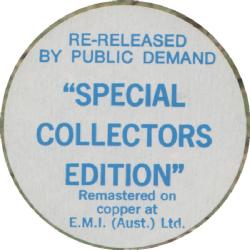 RE-RELEASED
BY PUBLIC DEMAND
“SPECIAL
COLLECTORS
EDITION”
Remastered on
copper at
E.M.I. (Aust.) Ltd.